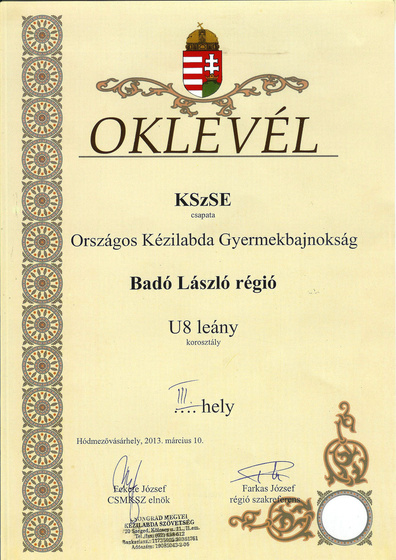 OKLEVÉL
KSzSE
csapata
Országos Kézilabda Gyermekbajnokság
Badó László régió
U8 leány
korosztály
III. hely
Hódmezővásárhely, 2013. március 10.
Fekete József
CSMKSZ elnök
Farkas József
régió szakreferens
CSONGRÁD MEGYEI
KÉZILABDA SZÖVETSÉG